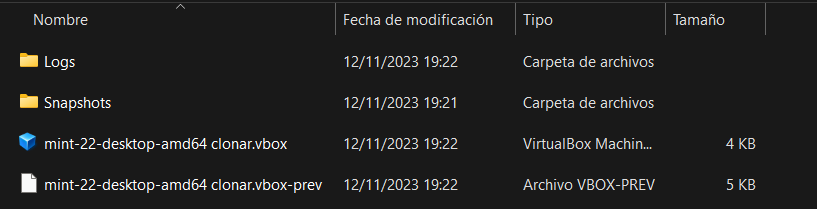 Nombre Fecha de modificación Tipo Tamaño
Logs 12/11/2023 19:22 Carpeta de archivos
Snapshots 12/11/2023 19:21 Carpeta de archivos
mint-22-desktop-amd64 clonar.vbox 12/11/2023 19:22 VirtualBox Machin... 4 KB
mint-22-desktop-amd64 clonar.vbox-prev 12/11/2023 19:22 Archivo VBOX-PREV 5 KB